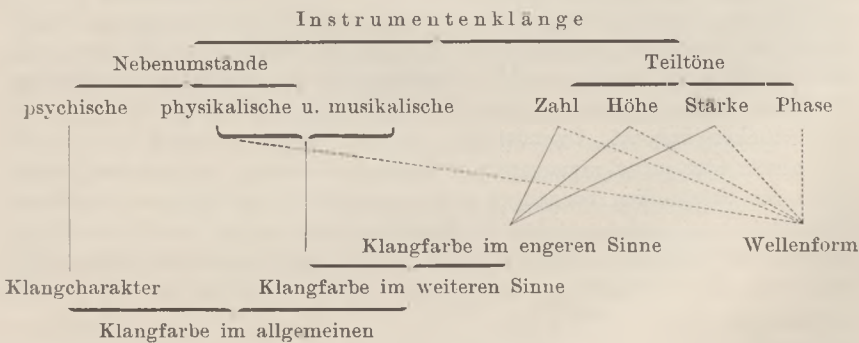 Instrumentenklänge
Nebenumstände Teiltöne
psychische physikalische u. musikalische Zahl Höhe Stärke Phase
Klangfarbe im engeren Sinne Wellenform
Klangcharakter Klangfarbe im weiteren Sinne
Klangfarbe im allgemeinen